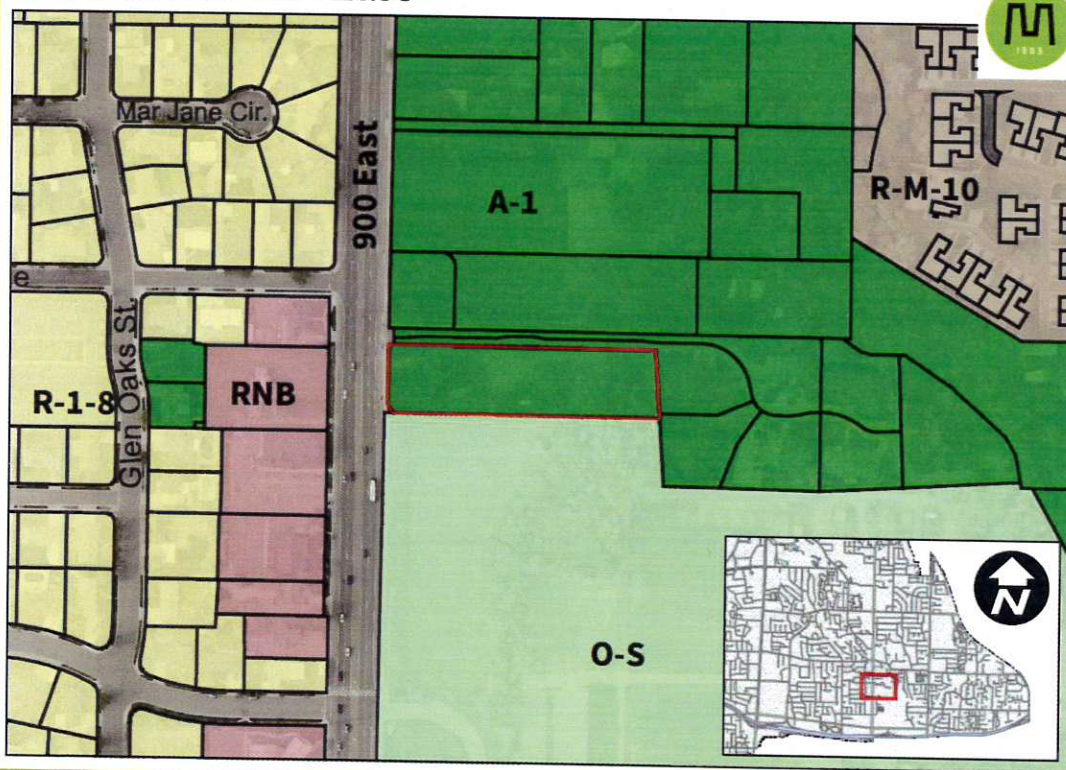 1903
Mar Jane Cir.
900 East
A-1
R-M-10
e
Glen Oaks St.
R-1-8
RNB
O-S
N